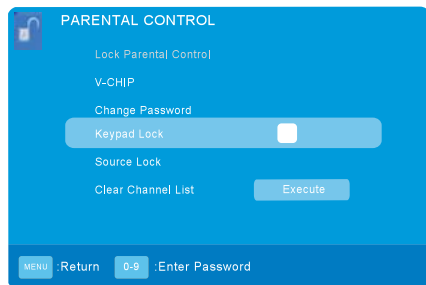 PARENTAL CONTROL
Lock Parental Control
V-CHIP
Change Password
Keypad Lock
Source Lock
Clear Channel List Execute
MENU :Return 0-9 :Enter Password